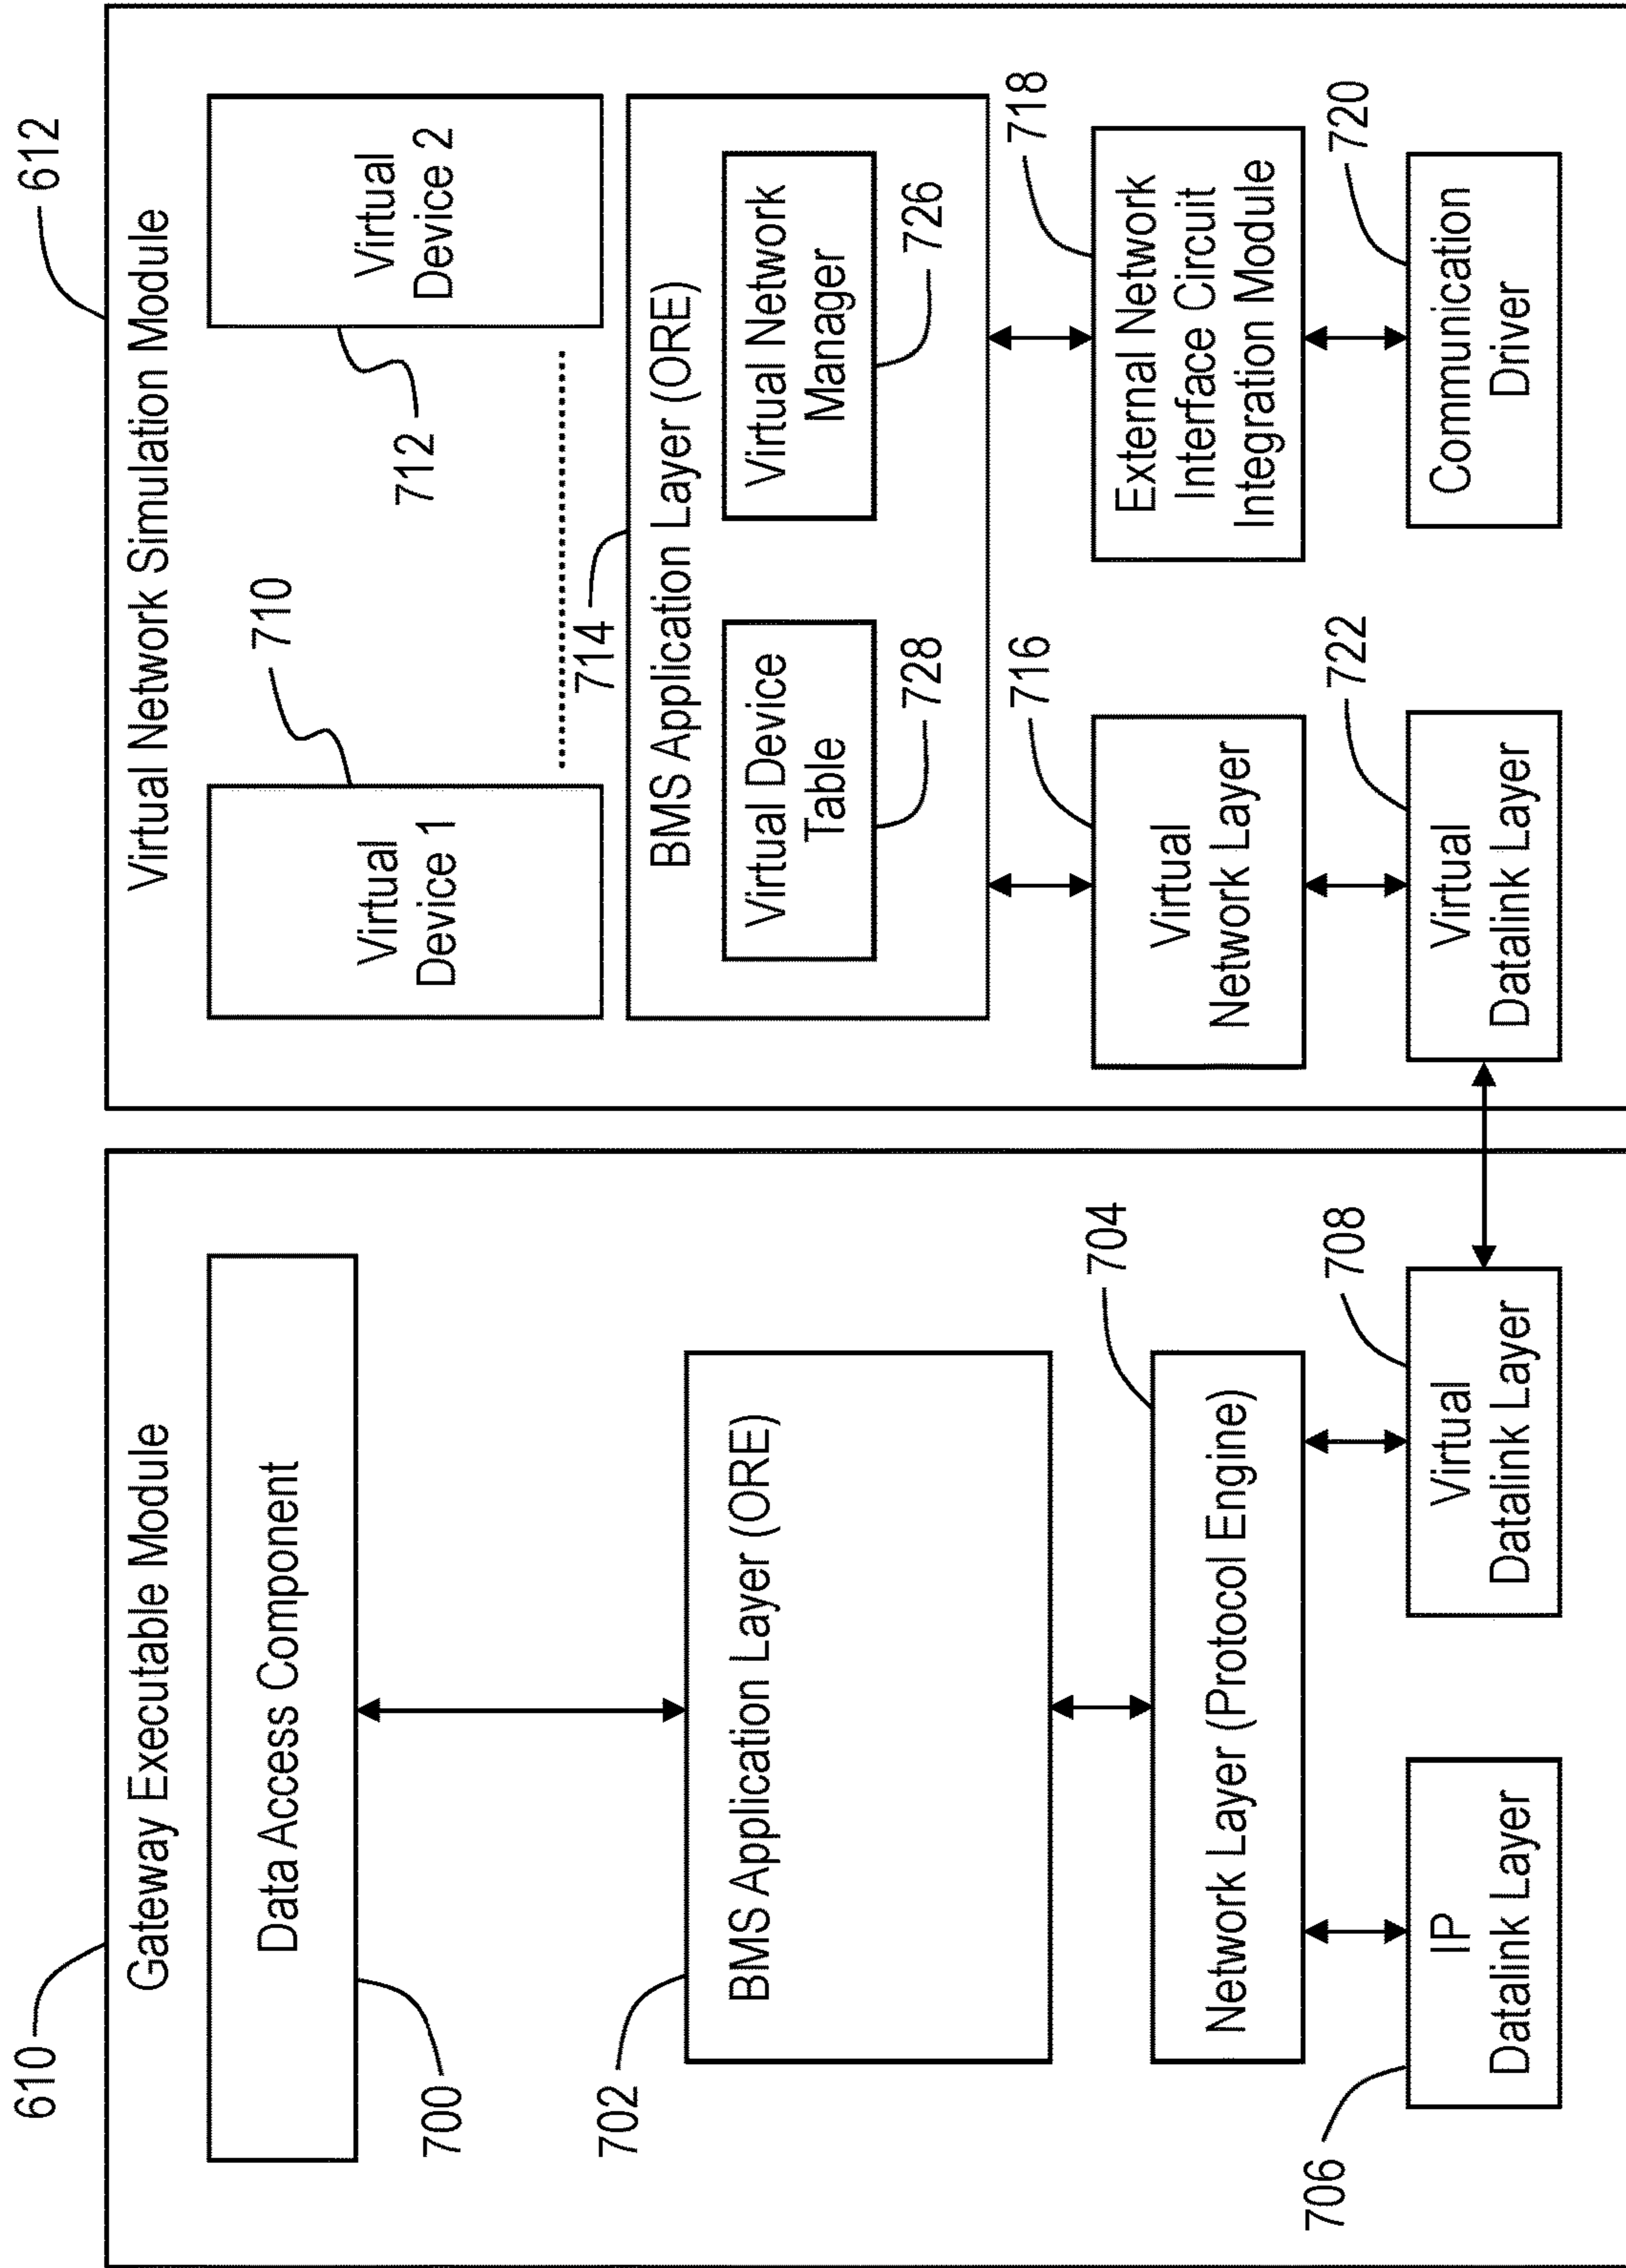 610
Gateway Executable Module
Data Access Component
700
BMS Application Layer (ORE)
702
Network Layer (Protocol Engine)
704
IP
Datalink Layer
706
Virtual
Datalink Layer
708
612
Virtual Network Simulation Module
Virtual
Device 1
710
Virtual
Device 2
712
714
BMS Application Layer (ORE)
Virtual Device
Table
728
Virtual Network
Manager
726
716
Virtual
Network Layer
718
External Network
Interface Circuit
Integration Module
722
Virtual
Datalink Layer
720
Communication
Driver